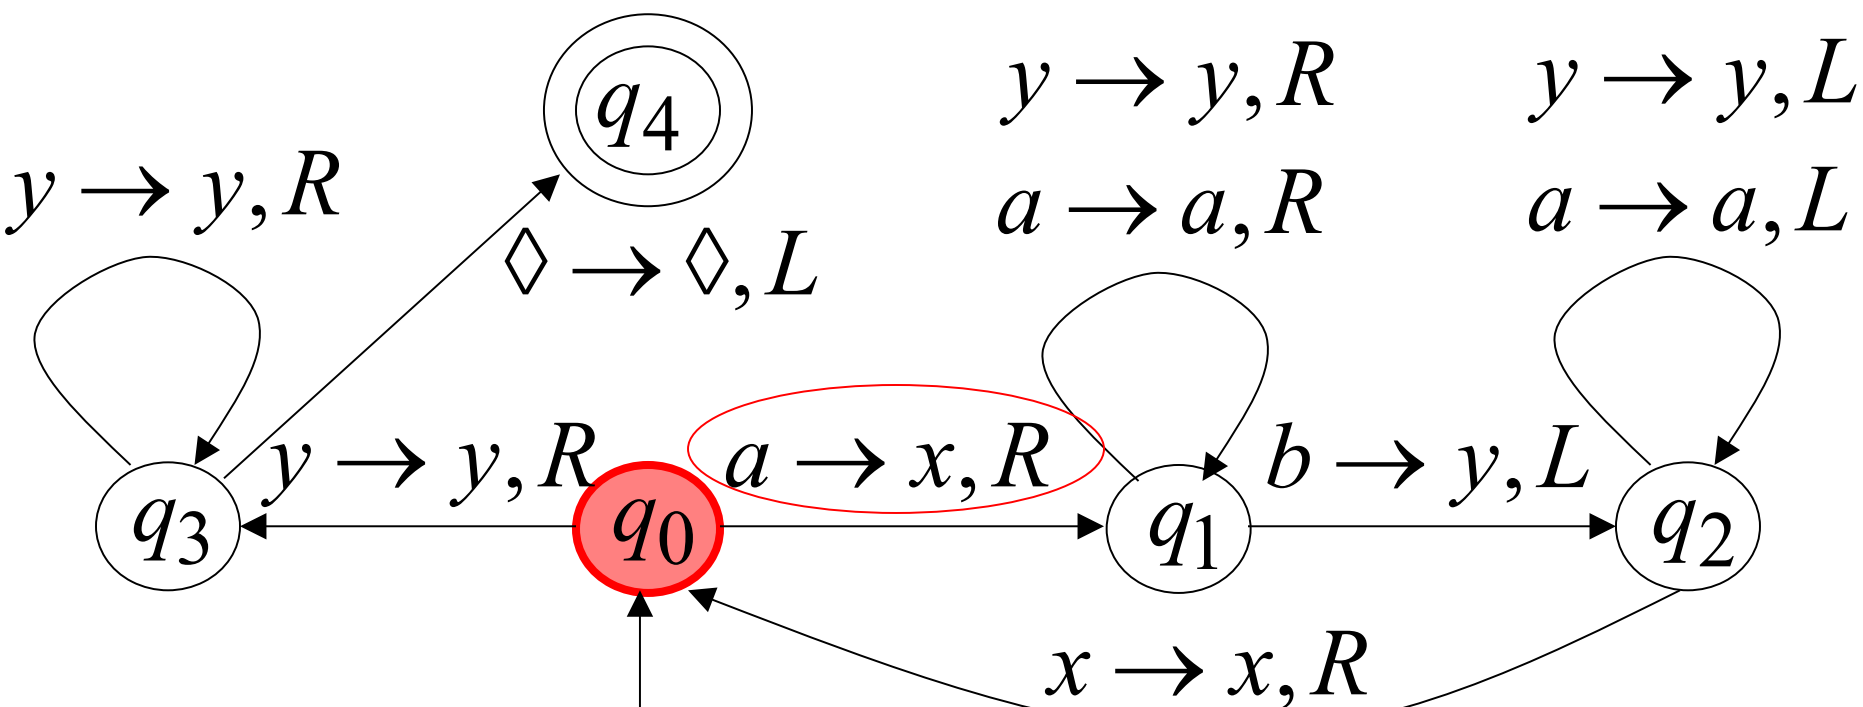 q4
y → y, R
y → y, L
y → y, R
a → a, R
a → a, L
◊ → ◊, L
y → y, R
a → x, R
b → y, L
q3
q0
q1
q2
x → x, R